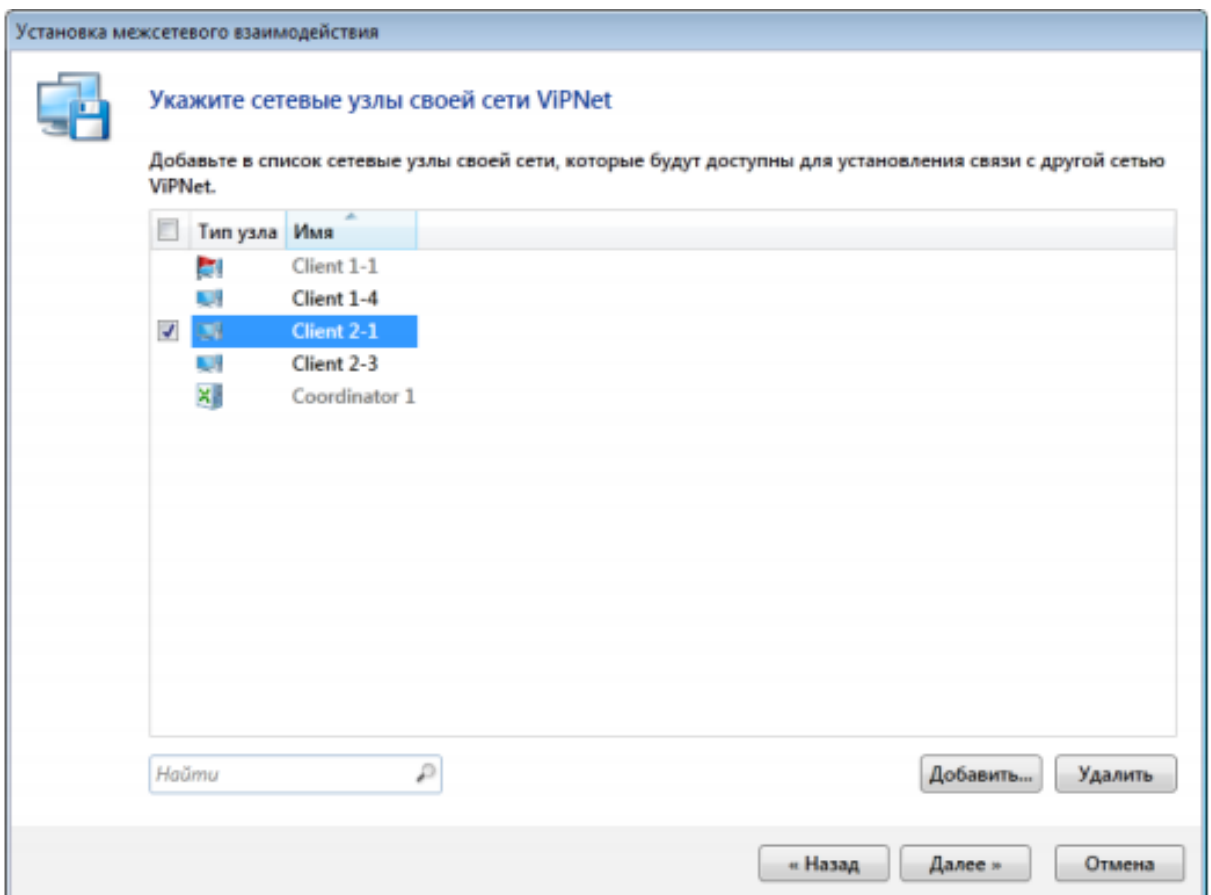 Установка межсетевого взаимодействия
Укажите сетевые узлы своей сети ViPNet
Добавьте в список сетевые узлы своей сети, которые будут доступны для установления связи с другой сетью
ViPNet.
Тип узла Имя
Client 1-1
Client 1-4
Client 2-1
Client 2-3
Coordinator 1
Найти Добавить... Удалить
« Назад Далее » Отмена